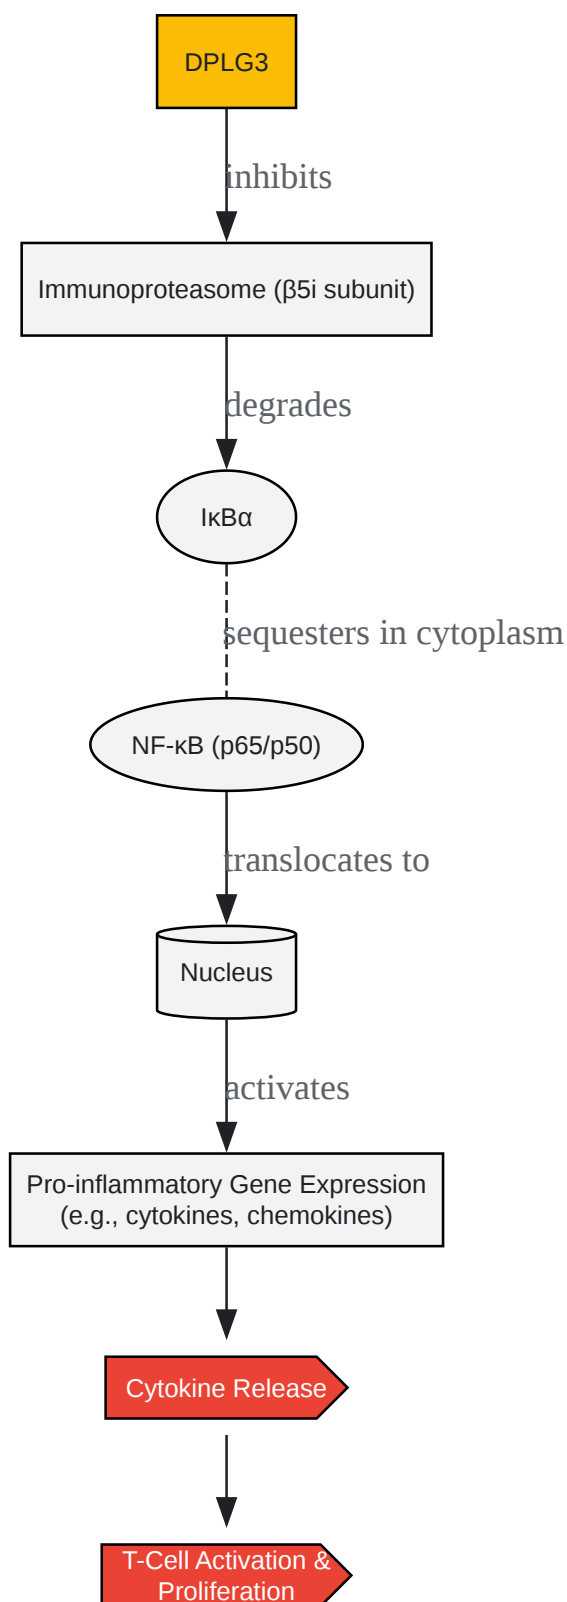 DPLG3
inhibits
Immunoproteasome (β5i subunit)
degrades
IκBα
sequesters in cytoplasm
NF-κB (p65/p50)
translocates to
Nucleus
activates
Pro-inflammatory Gene Expression
(e.g., cytokines, chemokines)
Cytokine Release
T-Cell Activation &
Proliferation